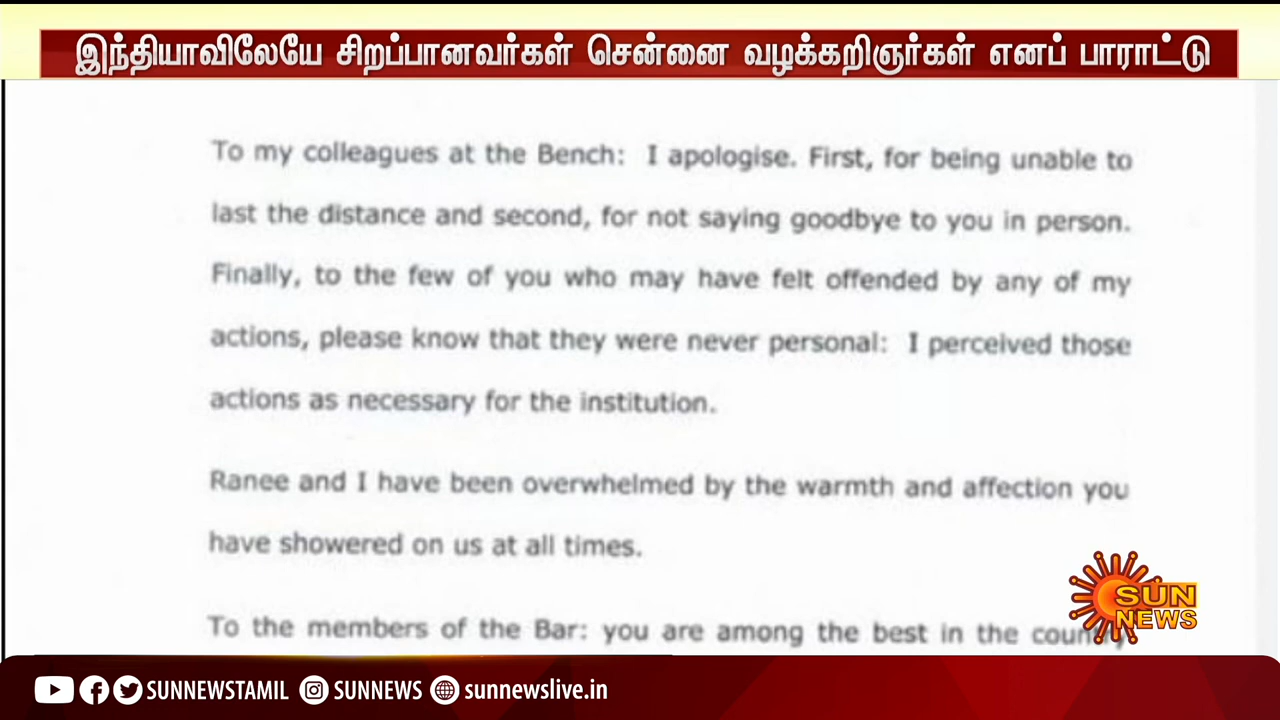 இந்தியாவிலேயே சிறப்பானவர்கள் சென்னை வழக்கறிஞர்கள் எனப் பாராட்டு
To my colleagues at the Bench: I apologise. First, for being unable to
last the distance and second, for not saying goodbye to you in person.
Finally, to the few of you who may have felt offended by any of my
actions, please know that they were never personal: I perceived those
actions as necessary for the institution.
Ranee and I have been overwhelmed by the warmth and affection you
have showered on us at all times.
To the members of the Bar: you are among the best in the country
SUN
NEWS
SUNNEWSTAMIL SUNNEWS sunnewslive.in